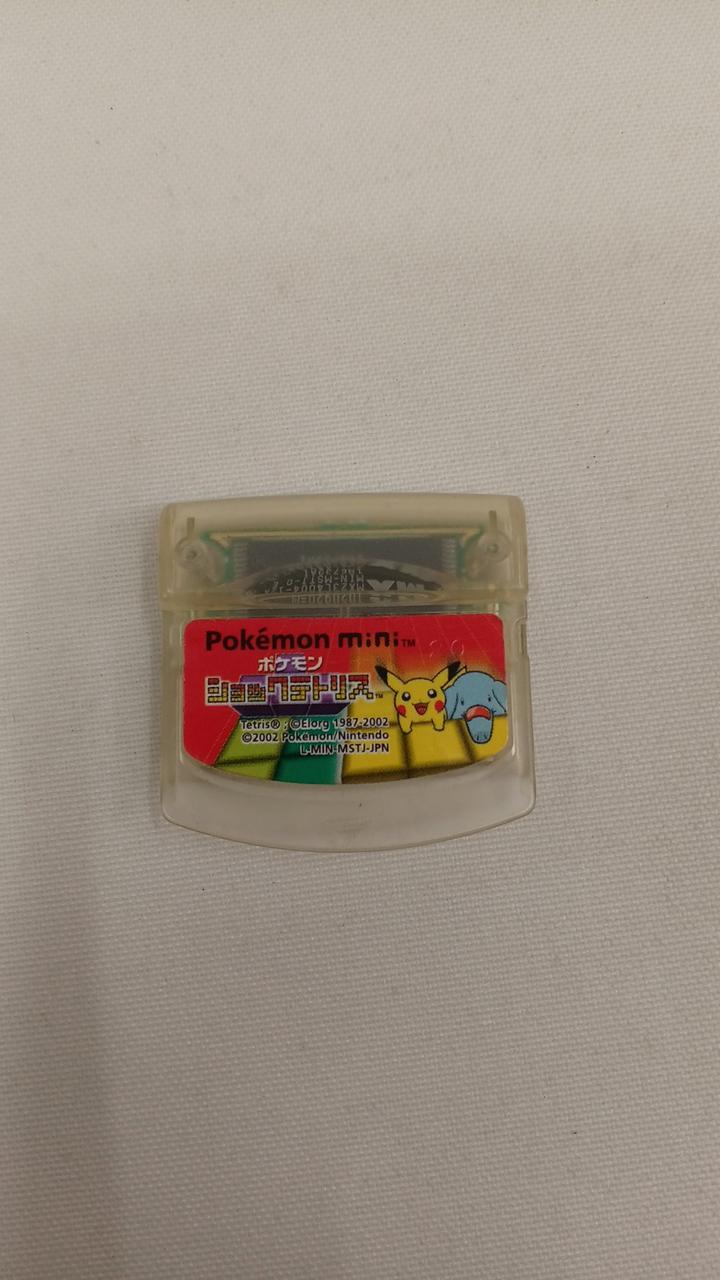 Pokémon mini™
ポケモン
ショックテトリス™
Tetris® ; ©Elorg 1987-2002
©2002 Pokémon/Nintendo
L-MIN-MSTJ-JPN